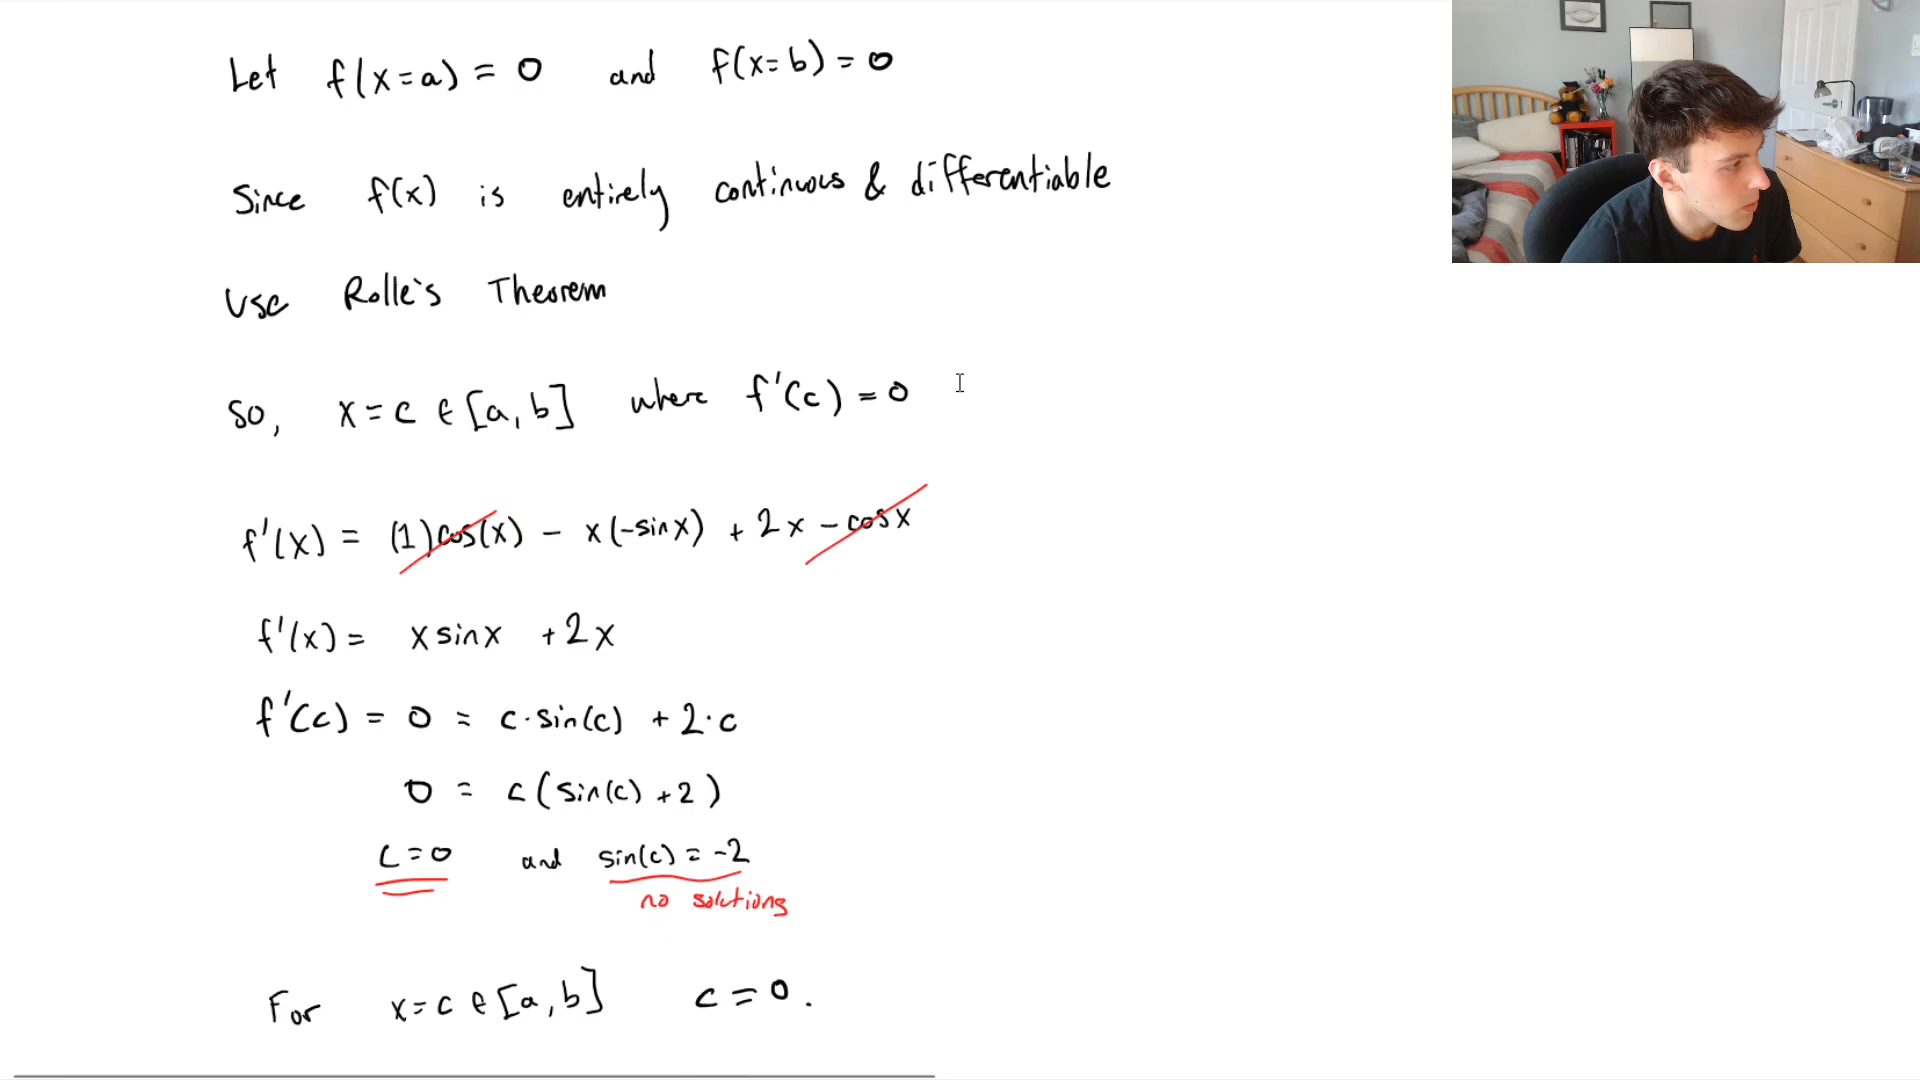 Let f(x=a) = 0 and f(x=b) = 0
Since f(x) is entirely continuous & differentiable
Use Rolle's Theorem
So, x = c ∈ [a, b] where f'(c) = 0
f'(x) = (1)cos(x) - x(-sinx) + 2x - cosx
f'(x) = x sinx + 2x
f'(c) = 0 = c·sin(c) + 2·c
0 = c(sin(c) + 2)
c = 0 and sin(c) = -2
no solutions
For x = c ∈ [a, b] c = 0.